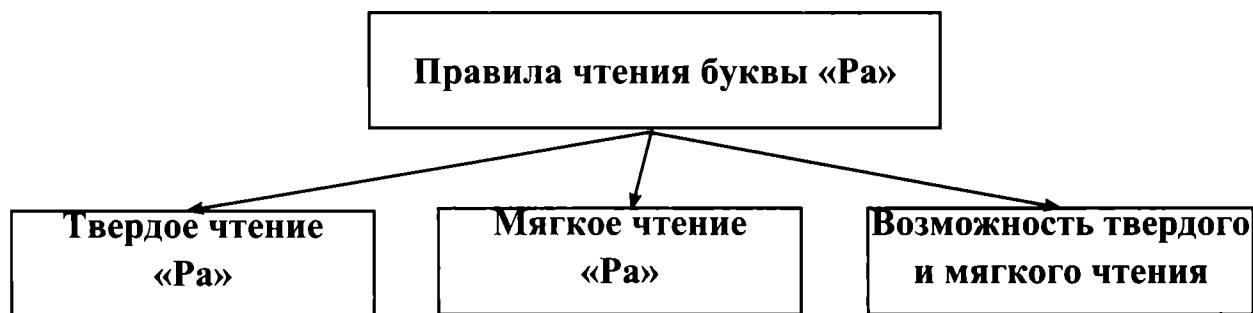 Правила чтения буквы «Ра»
Твердое чтение
«Ра»
Мягкое чтение
«Ра»
Возможность твердого
и мягкого чтения